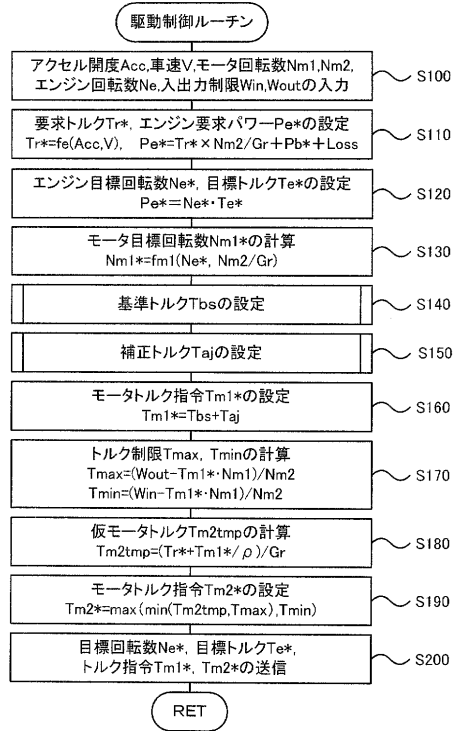 駆動制御ルーチン
アクセル開度Acc,車速V,モータ回転数Nm1,Nm2,
エンジン回転数Ne,入出力制限Win,Woutの入力
S100
要求トルクTr*, エンジン要求パワーPe*の設定
Tr*=fe(Acc,V), Pe*=Tr*×Nm2/Gr+Pb*+Loss
S110
エンジン目標回転数Ne*, 目標トルクTe*の設定
Pe*=Ne*・Te*
S120
モータ目標回転数Nm1*の計算
Nm1*=fm1(Ne*, Nm2/Gr)
S130
基準トルクTbsの設定
S140
補正トルクTajの設定
S150
モータトルク指令Tm1*の設定
Tm1*=Tbs+Taj
S160
トルク制限Tmax, Tminの計算
Tmax=(Wout-Tm1*・Nm1)/Nm2
Tmin=(Win-Tm1*・Nm1)/Nm2
S170
仮モータトルクTm2tmpの計算
Tm2tmp=(Tr*+Tm1*/ρ)/Gr
S180
モータトルク指令Tm2*の設定
Tm2*=max(min(Tm2tmp,Tmax),Tmin)
S190
目標回転数Ne*, 目標トルクTe*,
トルク指令Tm1*, Tm2*の送信
S200
RET